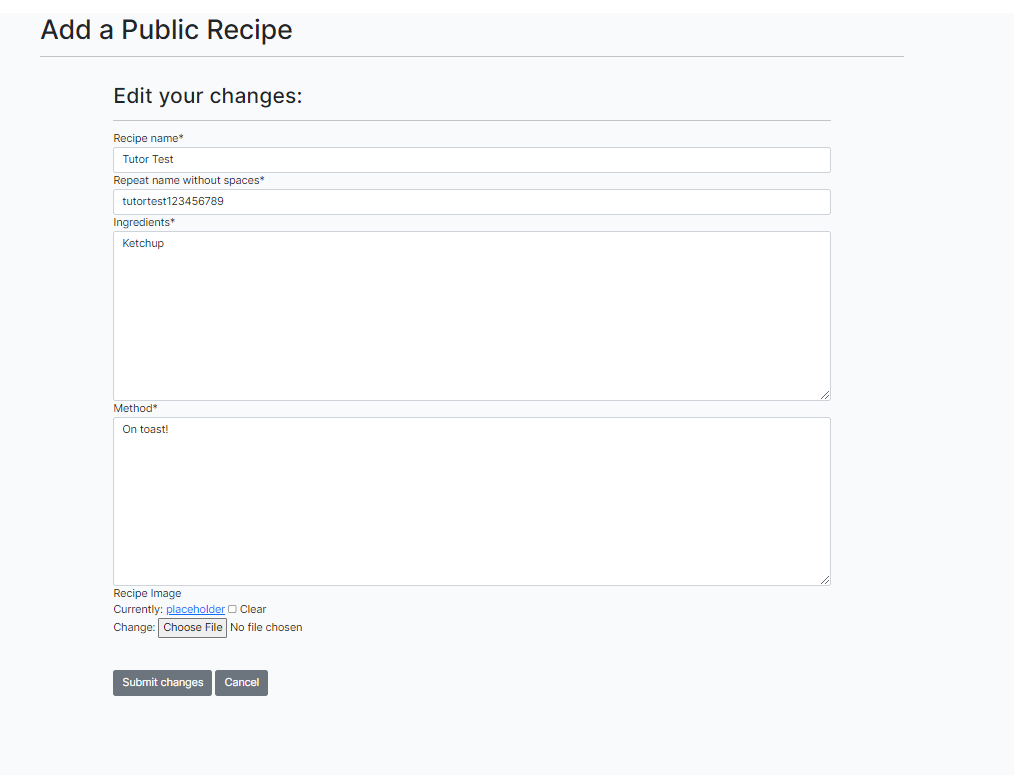 Add a Public Recipe
Edit your changes:
Recipe name*
Tutor Test
Repeat name without spaces*
tutortest123456789
Ingredients*
Ketchup
Method*
On toast!
Recipe Image
Currently: placeholder Clear
Change: Choose File No file chosen
Submit changes Cancel